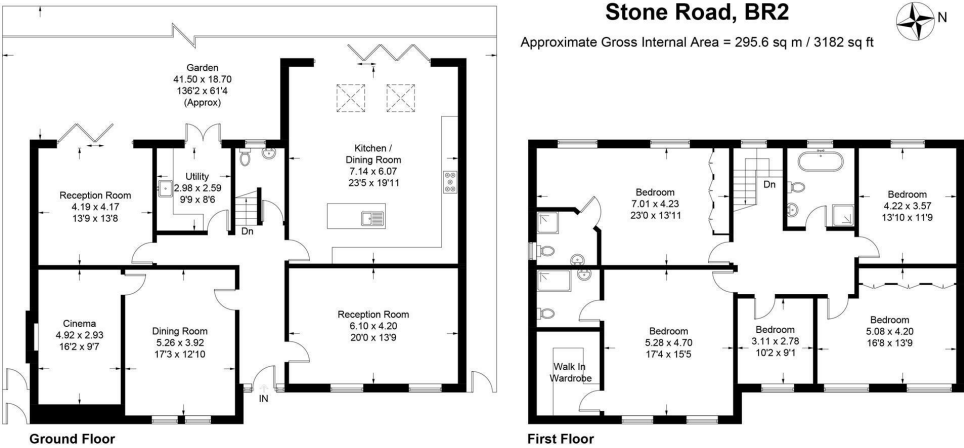 Stone Road, BR2
Approximate Gross Internal Area = 295.6 sq m / 3182 sq ft
N
Garden
41.50 x 18.70
136'2 x 61'4
(Approx)
Kitchen /
Dining Room
7.14 x 6.07
23'5 x 19'11
Utility
2.98 x 2.59
9'9 x 8'6
Reception Room
4.19 x 4.17
13'9 x 13'8
Dn
Cinema
4.92 x 2.93
16'2 x 9'7
Dining Room
5.26 x 3.92
17'3 x 12'10
Reception Room
6.10 x 4.20
20'0 x 13'9
IN
Ground Floor
Bedroom
7.01 x 4.23
23'0 x 13'11
Dn
Bedroom
4.22 x 3.57
13'10 x 11'9
Bedroom
5.28 x 4.70
17'4 x 15'5
Bedroom
3.11 x 2.78
10'2 x 9'1
Bedroom
5.08 x 4.20
16'8 x 13'9
Walk In
Wardrobe
First Floor